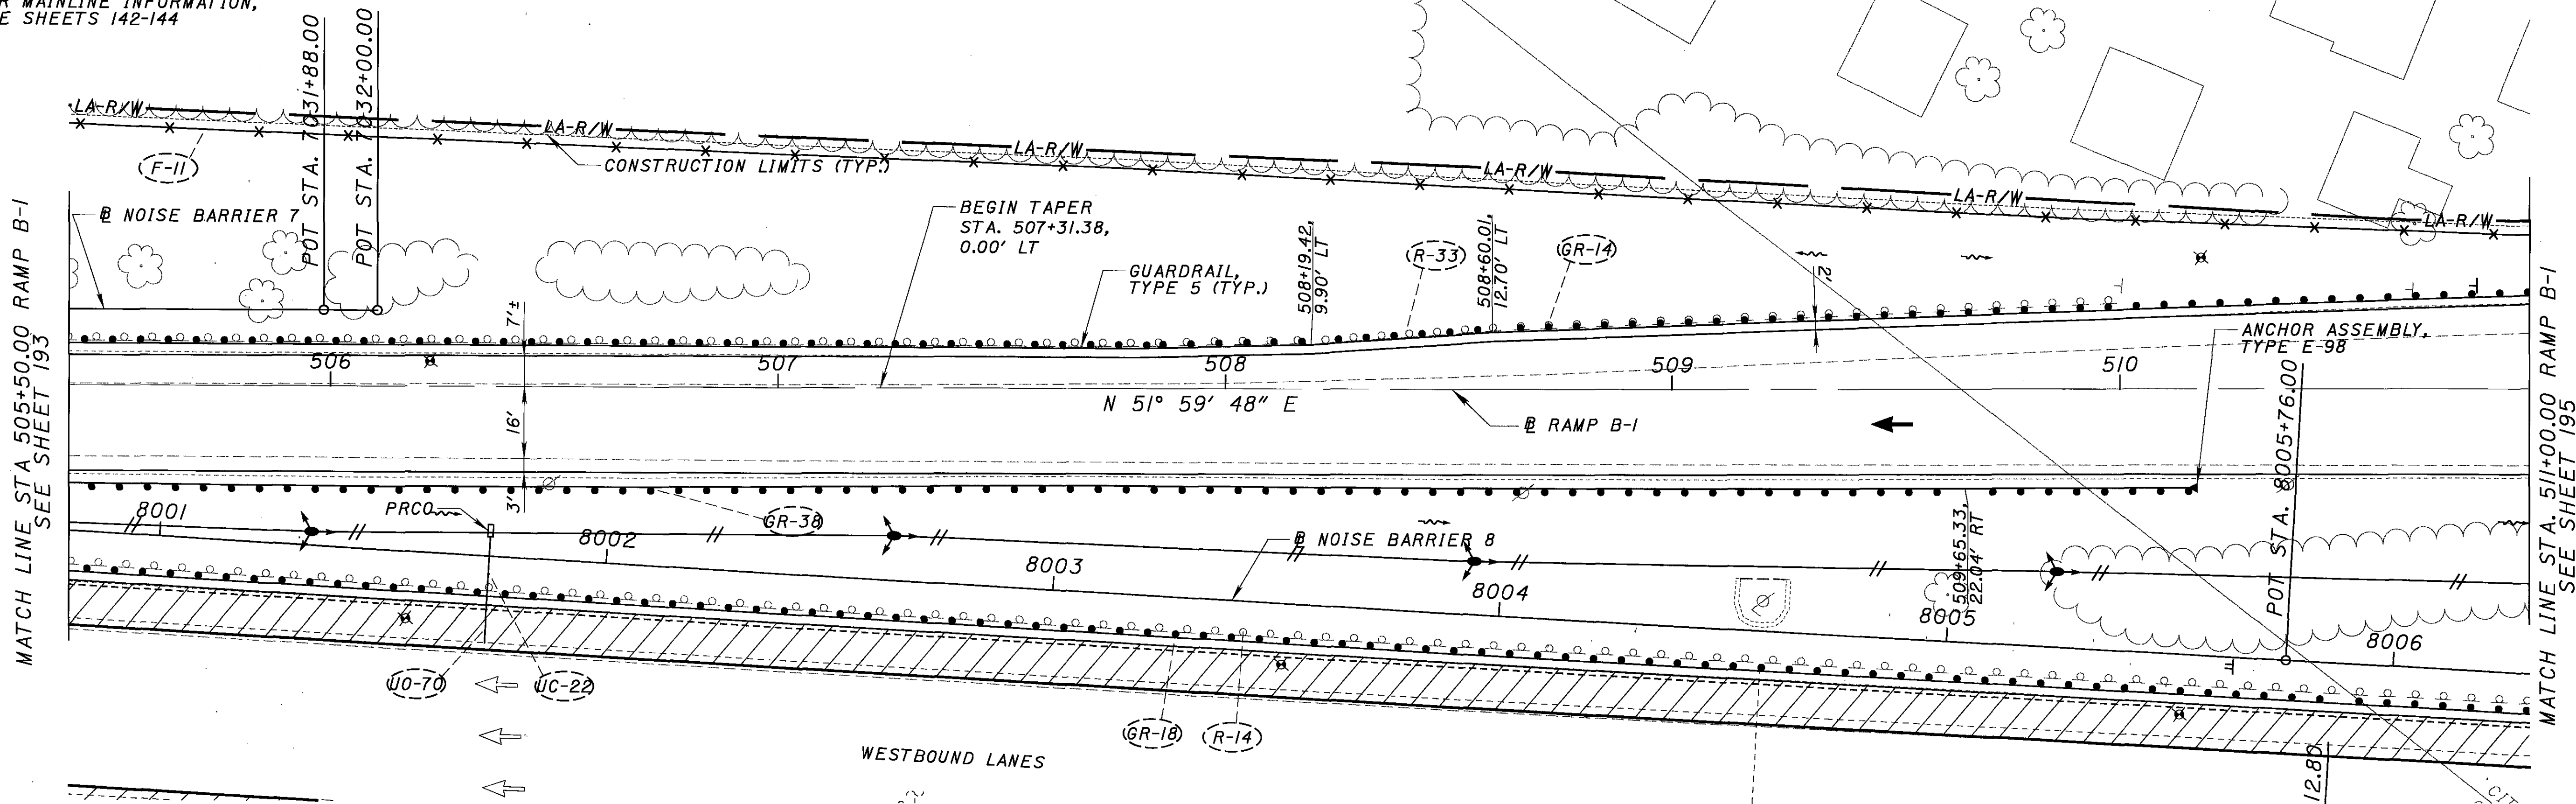 R MAINLINE INFORMATION,
E SHEETS 142-144
POT STA. 7031+88.00
POT STA. 7032+00.00
LA-R/W
LA-R/W
LA-R/W
LA-R/W
LA-R/W
LA-R/W
F-11
CONSTRUCTION LIMITS (TYP.)
MATCH LINE STA 505+50.00 RAMP B-1
SEE SHEET 193
NOISE BARRIER 7
BEGIN TAPER
STA. 507+31.38,
0.00' LT
GUARDRAIL,
TYPE 5 (TYP.)
508+19.42,
9.90' LT
R-33
508+60.01,
12.70' LT
GR-14
2'
7'±
506
507
508
509
510
ANCHOR ASSEMBLY,
TYPE E-98
N 51° 59' 48" E
16'
℄ RAMP B-1
3'±
PRCO
GR-38
8001
8002
8003
8004
8005
8006
℄ NOISE BARRIER 8
509+65.33,
22.04' RT
POT STA. 8005+76.00
MATCH LINE STA. 511+00.00 RAMP B-1
SEE SHEET 195
UO-70
UC-22
GR-18
R-14
WESTBOUND LANES
12.80
CIT